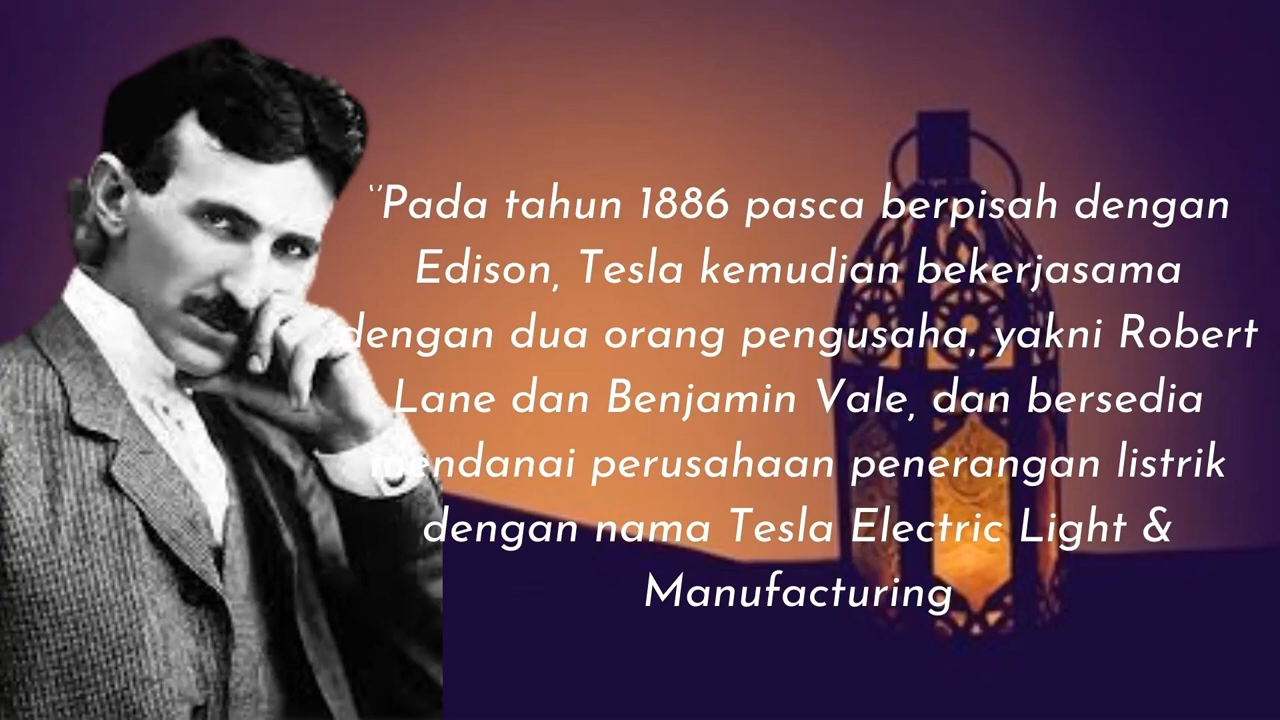 “Pada tahun 1886 pasca berpisah dengan
Edison, Tesla kemudian bekerjasama
dengan dua orang pengusaha, yakni Robert
Lane dan Benjamin Vale, dan bersedia
mendanai perusahaan penerangan listrik
dengan nama Tesla Electric Light &
Manufacturing